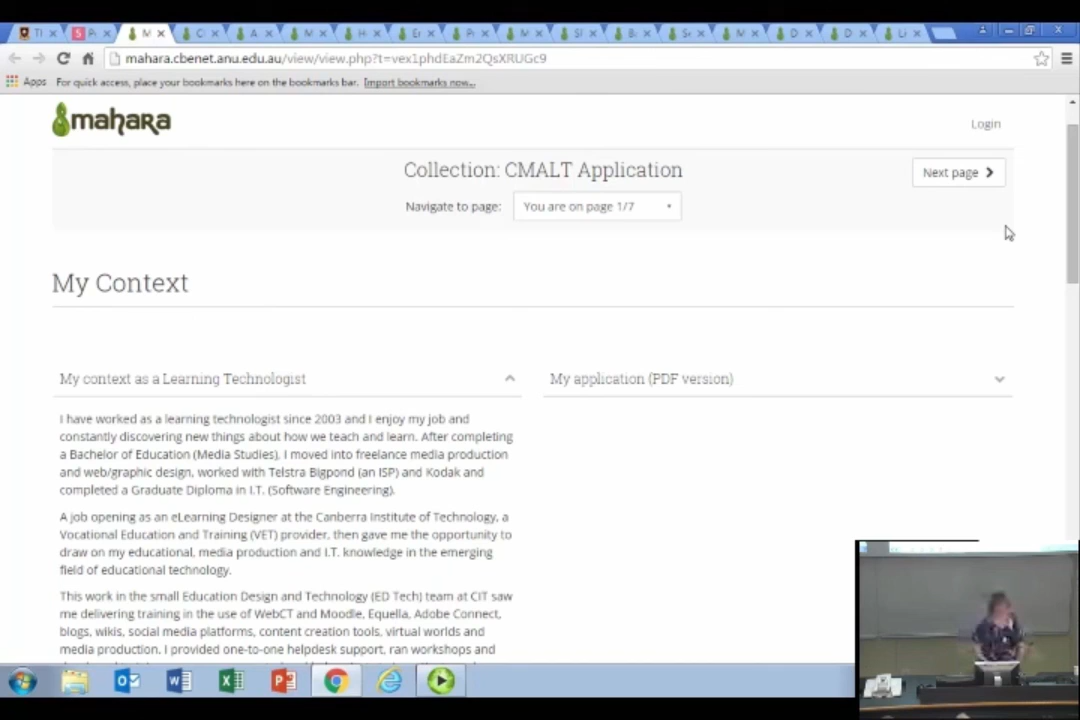 mahara.cbenet.anu.edu.au/view/view.php?t=vex1phdEaZm2QsXRUGc9
Apps For quick access, place your bookmarks here on the bookmarks bar. Import bookmarks now...
mahara
Login
Collection: CMALT Application
Next page
Navigate to page: You are on page 1/7
My Context
My context as a Learning Technologist
My application (PDF version)
I have worked as a learning technologist since 2003 and I enjoy my job and
constantly discovering new things about how we teach and learn. After completing
a Bachelor of Education (Media Studies), I moved into freelance media production
and web/graphic design, worked with Telstra Bigpond (an ISP) and Kodak and
completed a Graduate Diploma in I.T. (Software Engineering).
A job opening as an eLearning Designer at the Canberra Institute of Technology, a
Vocational Education and Training (VET) provider, then gave me the opportunity to
draw on my educational, media production and I.T. knowledge in the emerging
field of educational technology.
This work in the small Education Design and Technology (ED Tech) team at CIT saw
me delivering training in the use of WebCT and Moodle, Equella, Adobe Connect,
blogs, wikis, social media platforms, content creation tools, virtual worlds and
media production. I provided one-to-one helpdesk support, ran workshops and